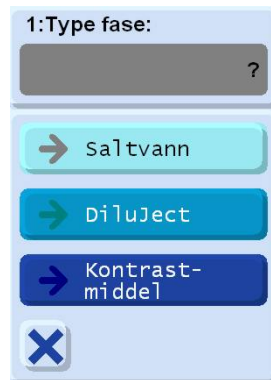 1:Type fase:
?
Saltvann
DiluJect
Kontrast-
middel